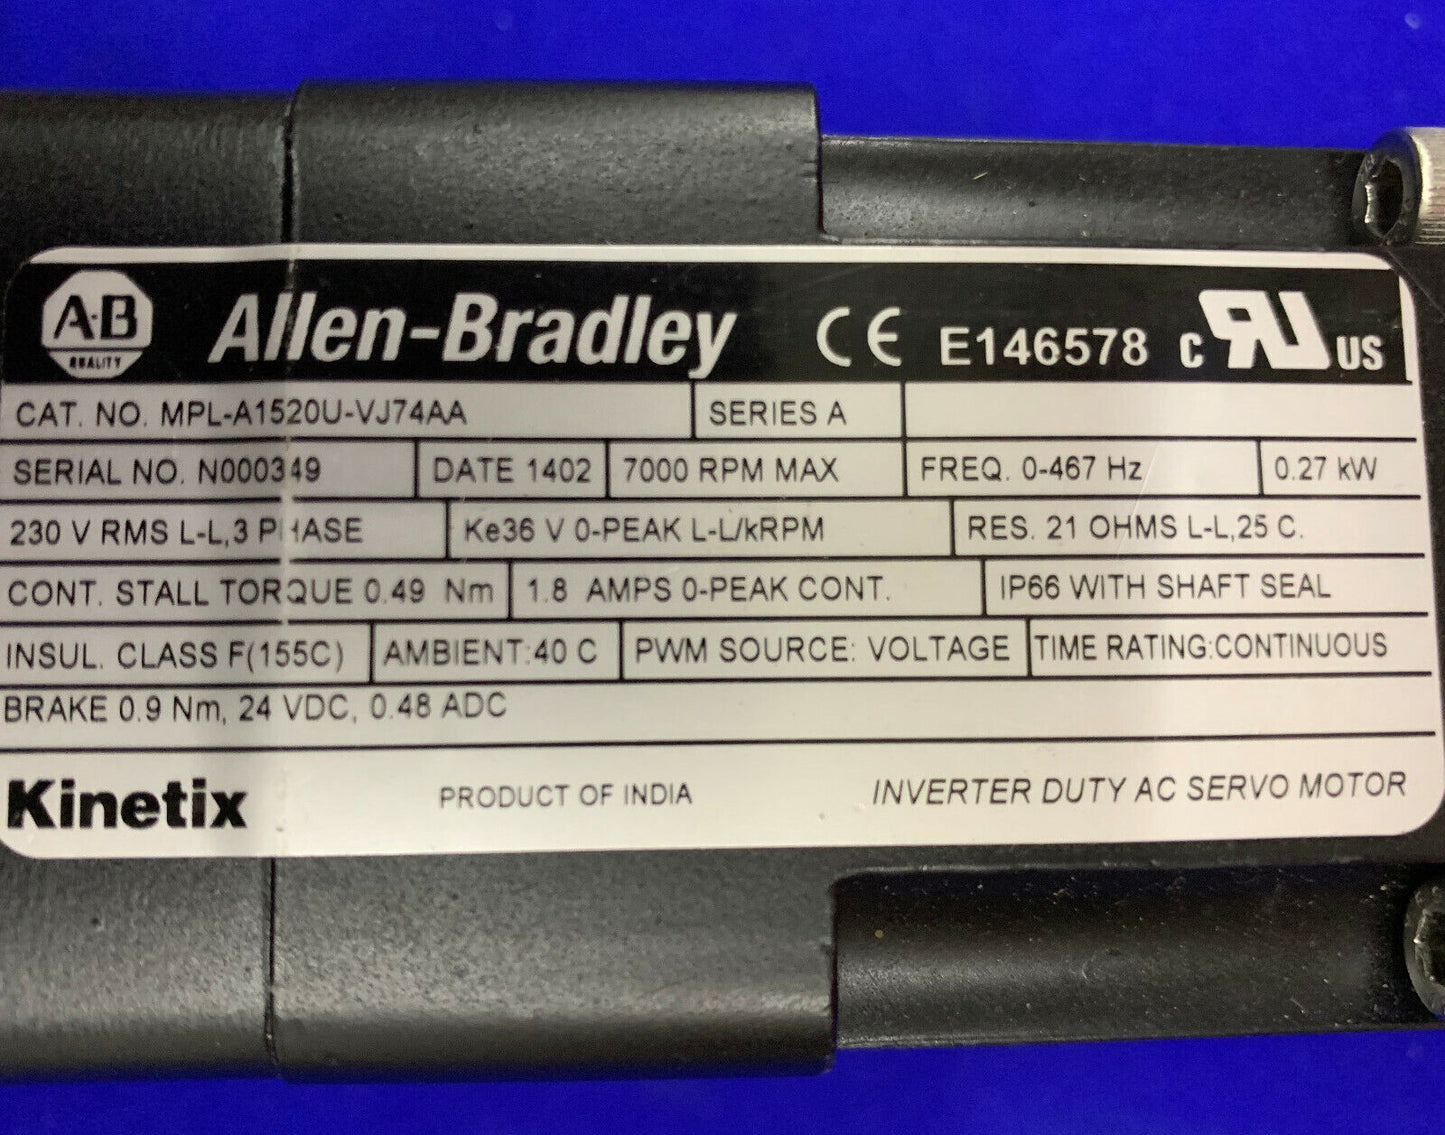 A·B QUALITY Allen-Bradley CE E146578 c RU US
CAT. NO. MPL-A1520U-VJ74AA SERIES A
SERIAL NO. N000349 DATE 1402 7000 RPM MAX FREQ. 0-467 Hz 0.27 kW
230 V RMS L-L,3 PHASE Ke36 V 0-PEAK L-L/kRPM RES. 21 OHMS L-L,25 C.
CONT. STALL TORQUE 0.49 Nm 1.8 AMPS 0-PEAK CONT. IP66 WITH SHAFT SEAL
INSUL. CLASS F(155C) AMBIENT:40 C PWM SOURCE: VOLTAGE TIME RATING:CONTINUOUS
BRAKE 0.9 Nm, 24 VDC, 0.48 ADC
Kinetix PRODUCT OF INDIA INVERTER DUTY AC SERVO MOTOR